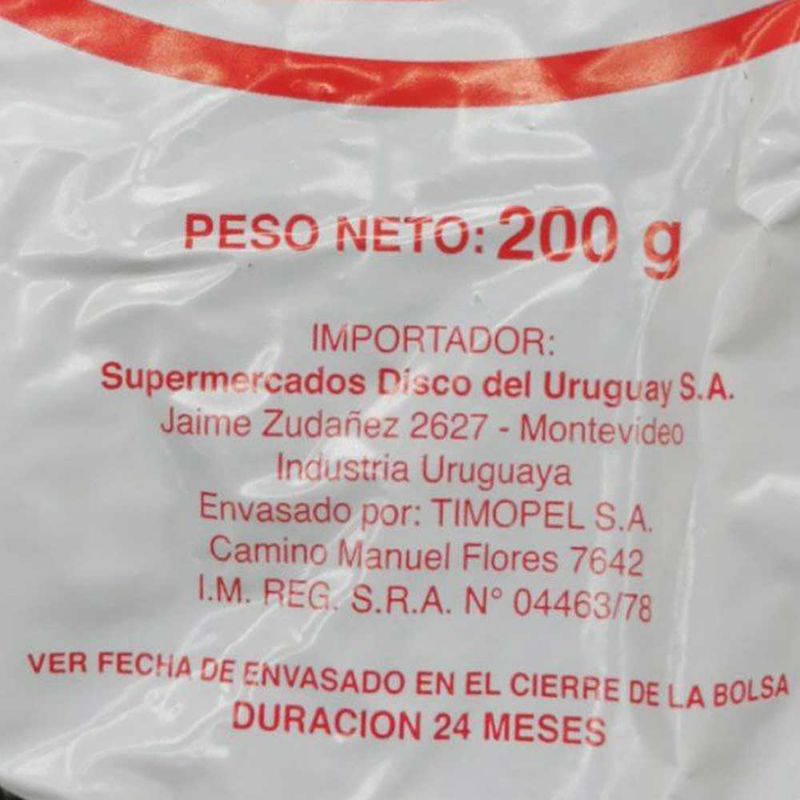 PESO NETO: 200 g
IMPORTADOR:
Supermercados Disco del Uruguay S.A.
Jaime Zudañez 2627 - Montevideo
Industria Uruguaya
Envasado por: TIMOPEL S.A.
Camino Manuel Flores 7642
I.M. REG. S.R.A. N° 04463/78
VER FECHA DE ENVASADO EN EL CIERRE DE LA BOLSA
DURACION 24 MESES